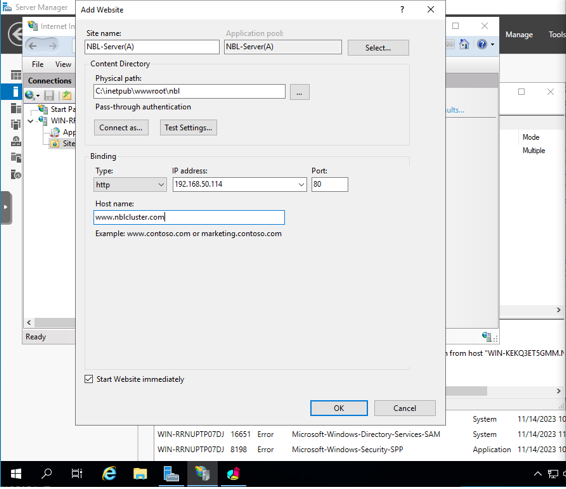 Server Manager
Internet In
Add Website
?
Site name:
Application pool:
NBL-Server(A)
NBL-Server(A)
Select...
Content Directory
Physical path:
C:\inetpub\wwwroot\nbl
...
Pass-through authentication
Connect as...
Test Settings...
Binding
Type:
IP address:
Port:
http
192.168.50.114
80
Host name:
www.nblcluster.com
Example: www.contoso.com or marketing.contoso.com
Start Website immediately
OK
Cancel
File
View
Connections
Start Pa
WIN-RR
App
Site
Ready
Manage
Tools
ults...
Mode
Multiple
n from host "WIN-KEKQ3ET5GMM.N
System
11/14/2023
WIN-RRNUPTP07DJ 16651 Error Microsoft-Windows-Directory-Services-SAM System 11/14/2023
WIN-RRNUPTP07DJ 8198 Error Microsoft-Windows-Security-SPP Application 11/14/2023